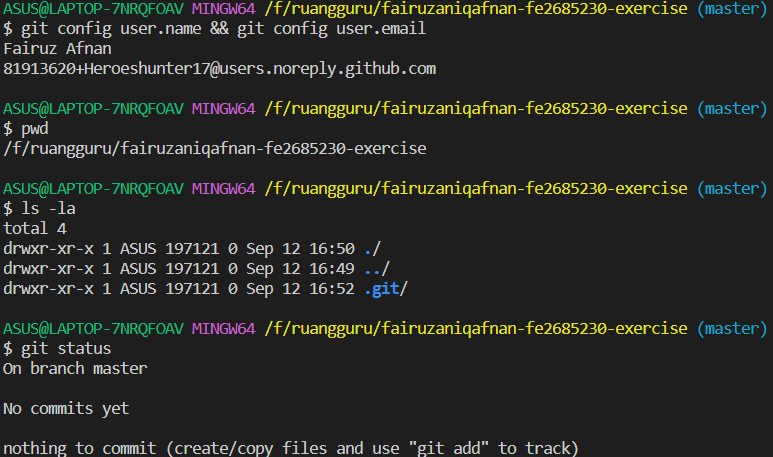 ASUS@LAPTOP-7NRQFOAV MINGW64 /f/ruangguru/fairuzaniqafnan-fe2685230-exercise (master)
$ git config user.name && git config user.email
Fairuz Afnan
81913620+Heroeshunter17@users.noreply.github.com
ASUS@LAPTOP-7NRQFOAV MINGW64 /f/ruangguru/fairuzaniqafnan-fe2685230-exercise (master)
$ pwd
/f/ruangguru/fairuzaniqafnan-fe2685230-exercise
ASUS@LAPTOP-7NRQFOAV MINGW64 /f/ruangguru/fairuzaniqafnan-fe2685230-exercise (master)
$ ls -la
total 4
drwxr-xr-x 1 ASUS 197121 0 Sep 12 16:50 ./
drwxr-xr-x 1 ASUS 197121 0 Sep 12 16:49 ../
drwxr-xr-x 1 ASUS 197121 0 Sep 12 16:52 .git/
ASUS@LAPTOP-7NRQFOAV MINGW64 /f/ruangguru/fairuzaniqafnan-fe2685230-exercise (master)
$ git status
On branch master
No commits yet
nothing to commit (create/copy files and use "git add" to track)